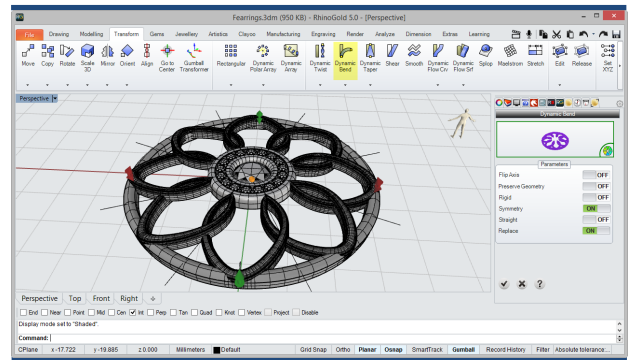 Fearrings.3dm (950 KB) - RhinoGold 5.0 - [Perspective]
File Drawing Modelling Transform Gems Jewellery Artistics Clayoo Manufacturing Engraving Render Analyze Dimension Extras Learning
Move Copy Rotate Scale 3D Mirror Orient Align Go to Center Gumball Transformer Rectangular Dynamic Polar Array Dynamic Array Dynamic Twist Dynamic Bend Dynamic Taper Shear Smooth Dynamic Flow Crv Dynamic Flow Srf Splop Maelstrom Stretch Edit Release Set XYZ
Perspective
Dynamic Bend
Parameters
Flip Axis OFF
Preserve Geometry OFF
Rigid OFF
Symmetry ON
Straight OFF
Replace ON
Perspective Top Front Right
End Near Point Mid Cen Int Perp Tan Quad Knot Vertex Project Disable
Display mode set to "Shaded".
Command:
CPlane x -17.722 y -19.885 z 0.000 Millimeters Default Grid Snap Ortho Planar Osnap SmartTrack Gumball Record History Filter Absolute tolerance:...